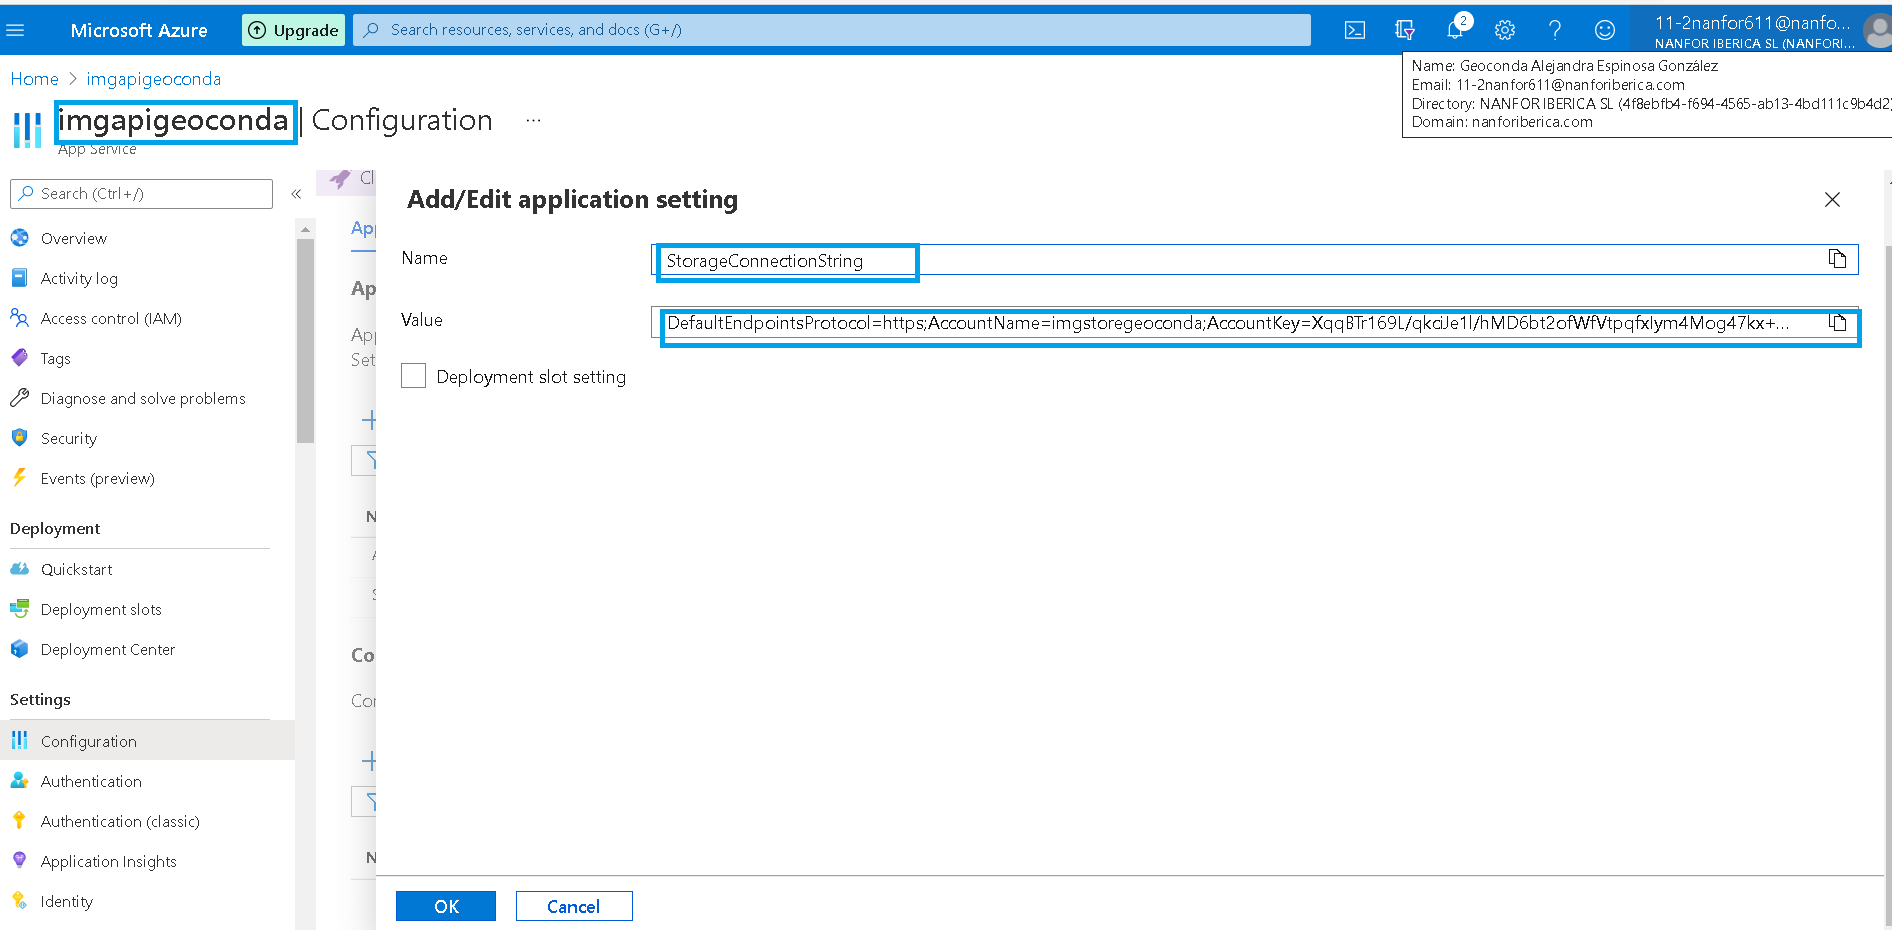 Microsoft Azure
Upgrade
Search resources, services, and docs (G+/)
2
11-2nanfor611@nanfo...
NANFOR IBERICA SL (NANFORI...
Name: Geoconda Alejandra Espinosa González
Email: 11-2nanfor611@nanforiberica.com
Directory: NANFOR IBERICA SL (4f8ebfb4-f694-4565-ab13-4bd111c9b4d2)
Domain: nanforiberica.com
Home > imgapigeoconda
imgapigeoconda | Configuration ...
App Service
Search (Ctrl+/)
«
Overview
Activity log
Access control (IAM)
Tags
Diagnose and solve problems
Security
Events (preview)
Deployment
Quickstart
Deployment slots
Deployment Center
Settings
Configuration
Authentication
Authentication (classic)
Application Insights
Identity
Cl
App
Ap
App
Set
N
A
S
Co
Con
N
Add/Edit application setting
Name
StorageConnectionString
Value
DefaultEndpointsProtocol=https;AccountName=imgstoregeoconda;AccountKey=XqqBTr169L/qkciJe1l/hMD6bt2ofWfVtpqfxIym4Mog47kx+...
Deployment slot setting
OK
Cancel